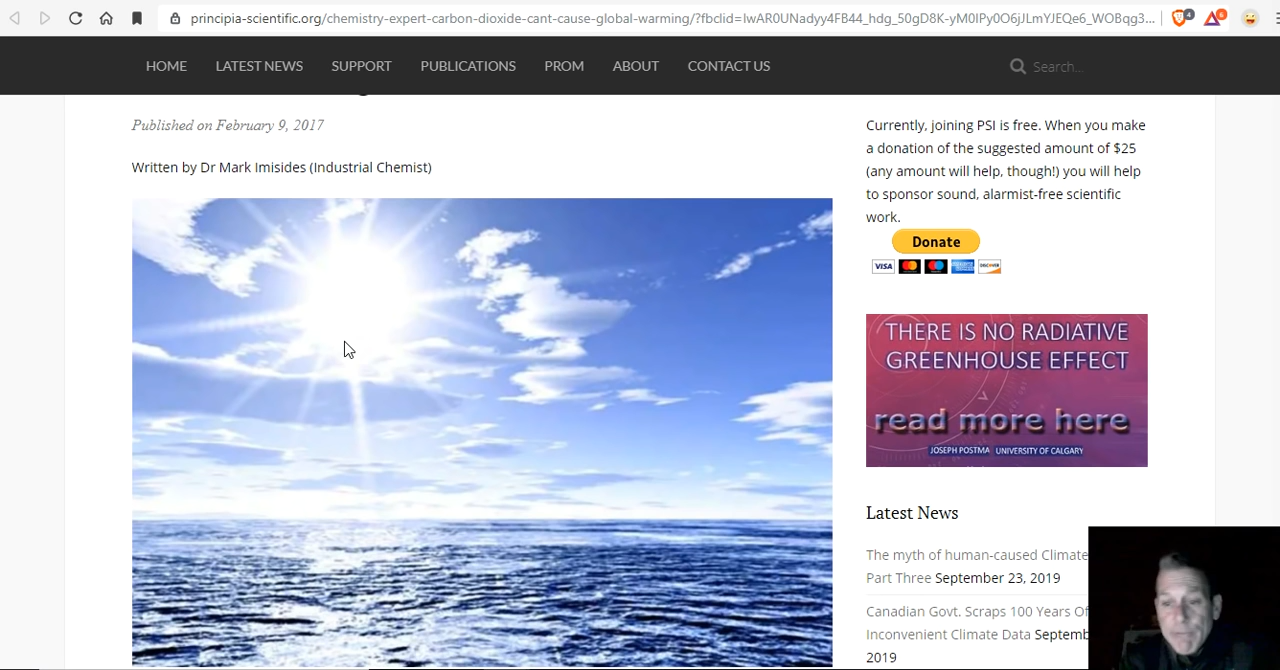 principia-scientific.org/chemistry-expert-carbon-dioxide-cant-cause-global-warming/?fbclid=IwAR0UNadyy4FB44_hdg_50gD8K-yM0IPy0O6jJLmYJEQe6_WOBqg3...
4
6
HOME LATEST NEWS SUPPORT PUBLICATIONS PROM ABOUT CONTACT US Search...
Published on February 9, 2017
Written by Dr Mark Imisides (Industrial Chemist)
Currently, joining PSI is free. When you make
a donation of the suggested amount of $25
(any amount will help, though!) you will help
to sponsor sound, alarmist-free scientific
work.
Donate
VISA DISCOVER
THERE IS NO RADIATIVE
GREENHOUSE EFFECT
read more here
JOSEPH POSTMA UNIVERSITY OF CALGARY
Latest News
The myth of human-caused Climate
Part Three September 23, 2019
Canadian Govt. Scraps 100 Years Of
Inconvenient Climate Data Septemb
2019